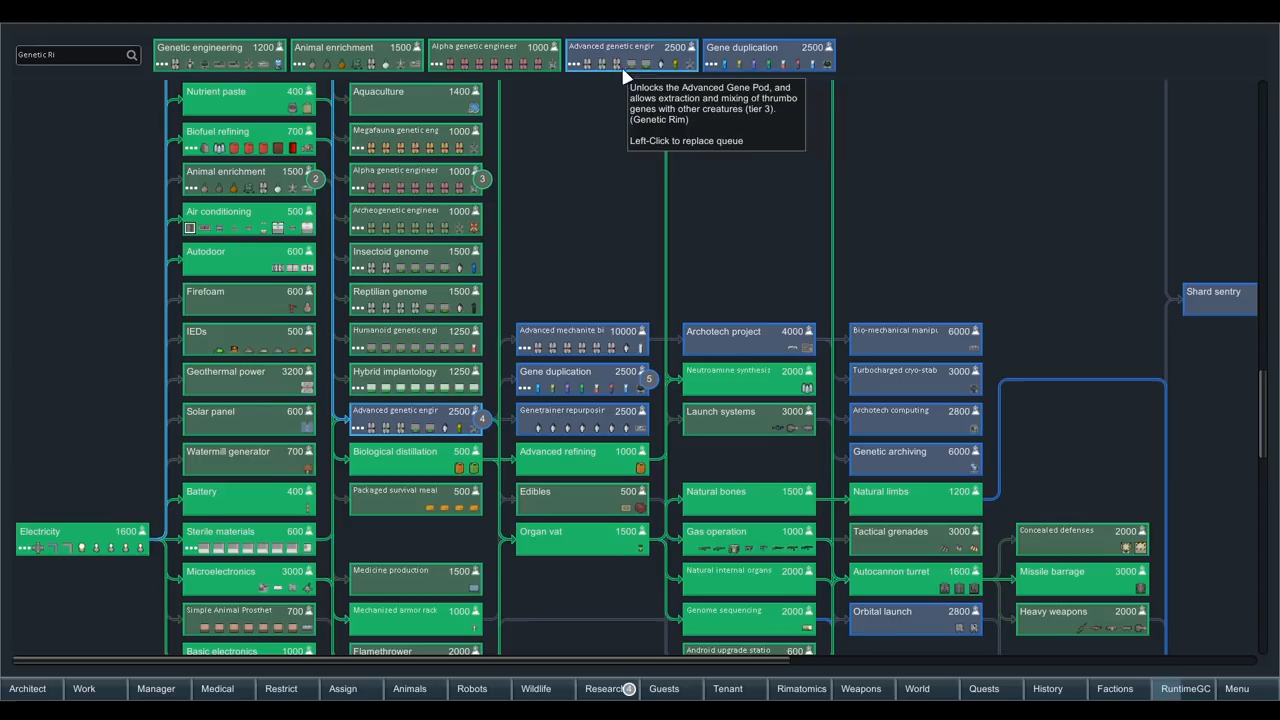 Genetic Ri
Genetic engineering 1200
Animal enrichment 1500
Alpha genetic engineer 1000
Advanced genetic engir 2500
Gene duplication 2500
Unlocks the Advanced Gene Pod, and
allows extraction and mixing of thrumbo
genes with other creatures (tier 3).
(Genetic Rim)
Left-Click to replace queue
Nutrient paste 400
Aquaculture 1400
Biofuel refining 700
Megafauna genetic eng 1000
Animal enrichment 1500 2
Alpha genetic engineer 1000 3
Air conditioning 500
Archeogenetic engineer 1000
Autodoor 600
Insectoid genome 1500
Firefoam 600
Reptilian genome 1500
Shard sentry
IEDs 500
Humanoid genetic engi 1250
Advanced mechanite bi 10000
Archotech project 4000
Bio-mechanical manipu 6000
Geothermal power 3200
Hybrid implantology 1250
Gene duplication 2500 5
Neutroamine synthesiz 2000
Turbocharged cryo-stab 3000
Solar panel 600
Advanced genetic engir 2500 4
Genetrainer repurposir 2500
Launch systems 3000
Archotech computing 2800
Watermill generator 700
Biological distillation 500
Advanced refining 1000
Genetic archiving 6000
Battery 400
Packaged survival meal 500
Edibles 500
Natural bones 1500
Natural limbs 1200
Electricity 1600
Sterile materials 600
Organ vat 1500
Gas operation 1000
Tactical grenades 3000
Concealed defenses 2000
Microelectronics 3000
Medicine production 1500
Natural internal organs 2000
Autocannon turret 1600
Missile barrage 3000
Simple Animal Prosthet 700
Mechanized armor rack 1000
Genome sequencing 2000
Orbital launch 2800
Heavy weapons 2000
Basic electronics 1000
Flamethrower 2000
Android upgrade statio 600
Architect Work Manager Medical Restrict Assign Animals Robots Wildlife Research 4 Guests Tenant Rimatomics Weapons World Quests History Factions RuntimeGC Menu